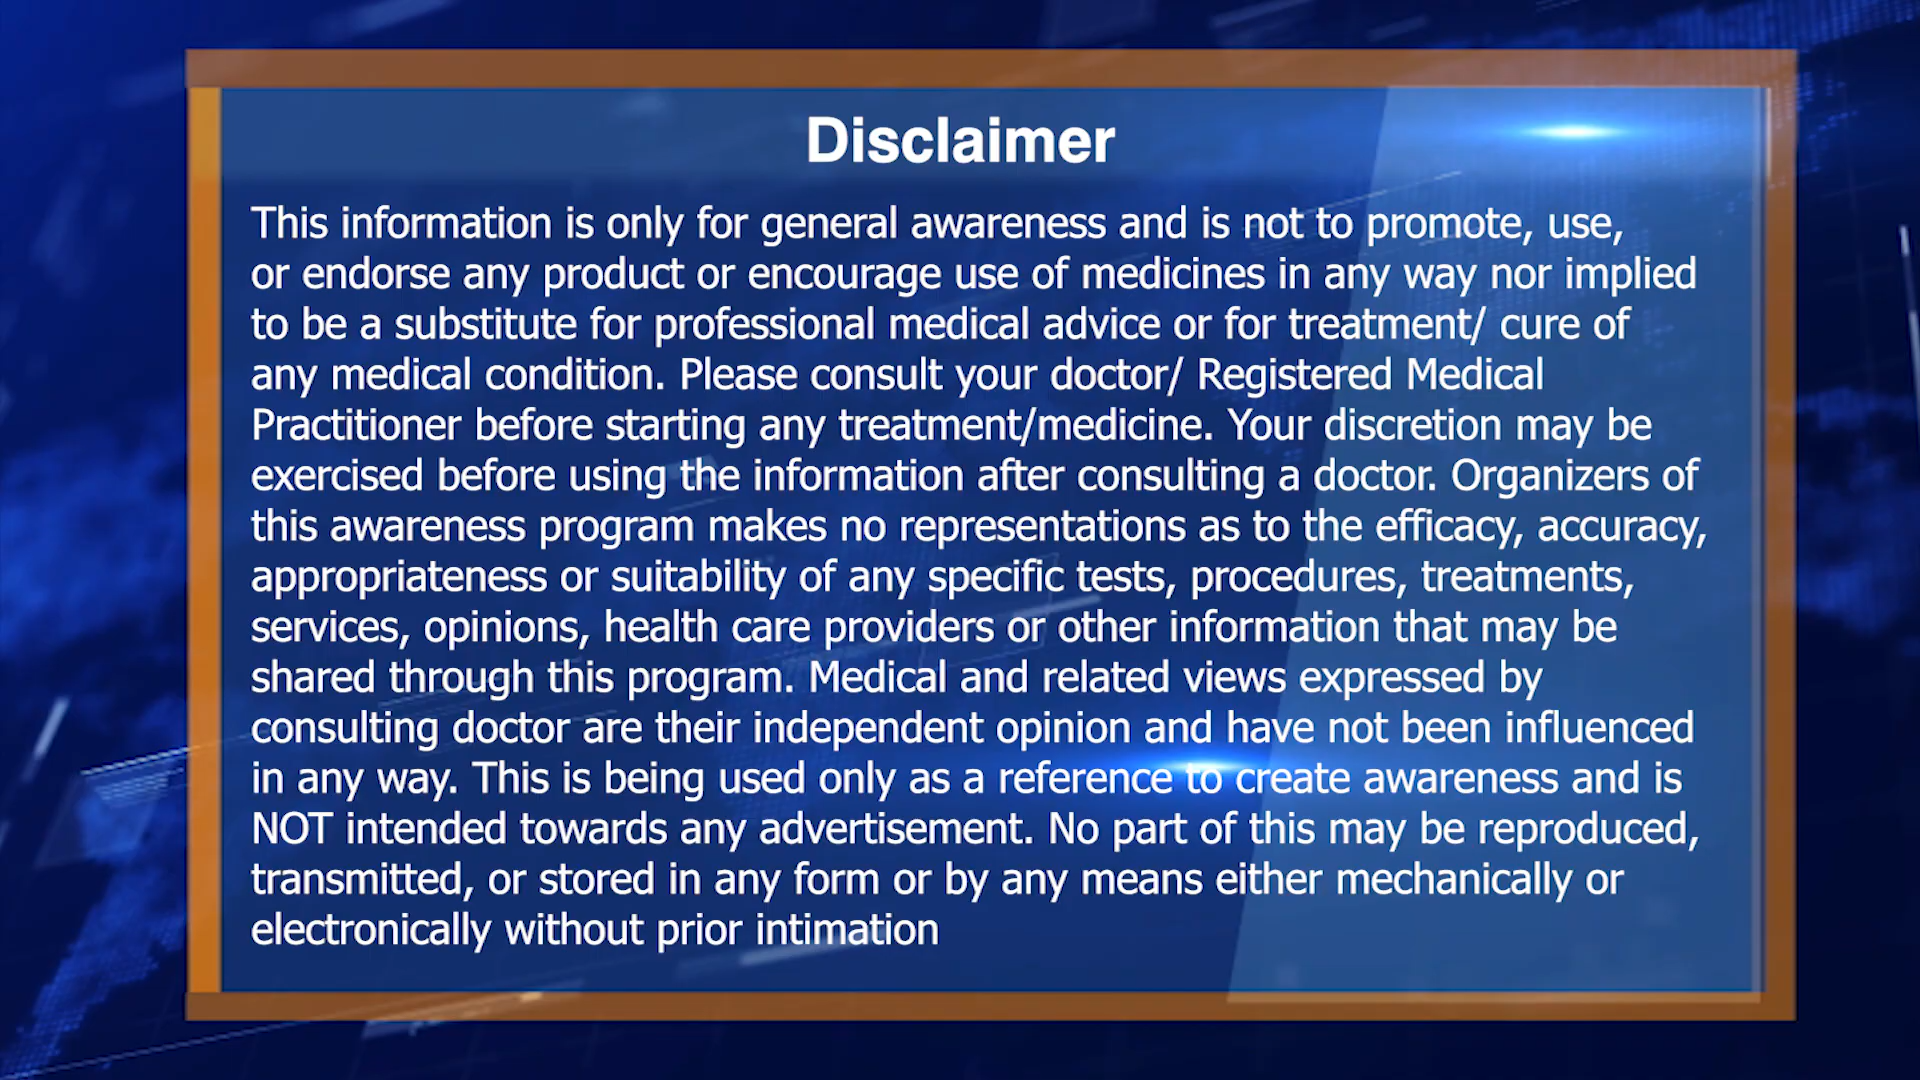 Disclaimer
This information is only for general awareness and is not to promote, use,
or endorse any product or encourage use of medicines in any way nor implied
to be a substitute for professional medical advice or for treatment/ cure of
any medical condition. Please consult your doctor/ Registered Medical
Practitioner before starting any treatment/medicine. Your discretion may be
exercised before using the information after consulting a doctor. Organizers of
this awareness program makes no representations as to the efficacy, accuracy,
appropriateness or suitability of any specific tests, procedures, treatments,
services, opinions, health care providers or other information that may be
shared through this program. Medical and related views expressed by
consulting doctor are their independent opinion and have not been influenced
in any way. This is being used only as a reference to create awareness and is
NOT intended towards any advertisement. No part of this may be reproduced,
transmitted, or stored in any form or by any means either mechanically or
electronically without prior intimation